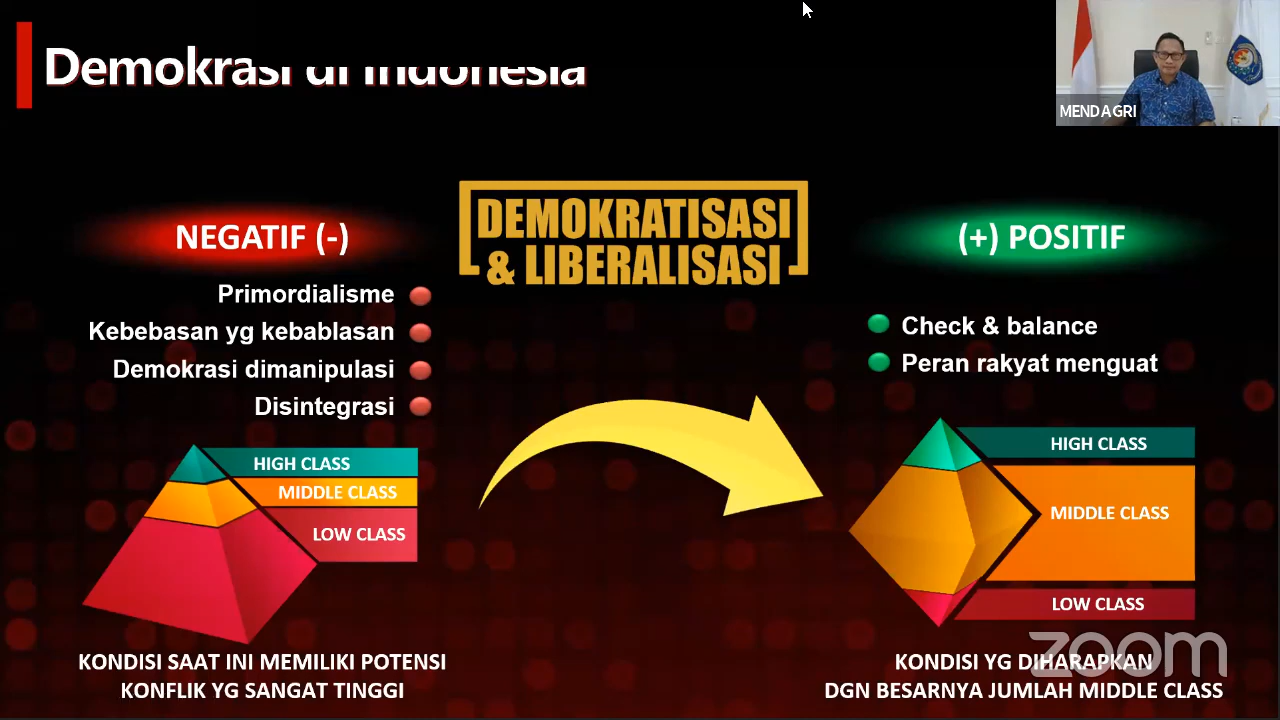 Demokrasi di Indonesia
MENDAGRI
DEMOKRATISASI
& LIBERALISASI
NEGATIF (-)
Primordialisme
Kebebasan yg kebablasan
Demokrasi dimanipulasi
Disintegrasi
HIGH CLASS
MIDDLE CLASS
LOW CLASS
KONDISI SAAT INI MEMILIKI POTENSI
KONFLIK YG SANGAT TINGGI
(+) POSITIF
Check & balance
Peran rakyat menguat
HIGH CLASS
MIDDLE CLASS
LOW CLASS
KONDISI YG DIHARAPKAN
DGN BESARNYA JUMLAH MIDDLE CLASS
zoom